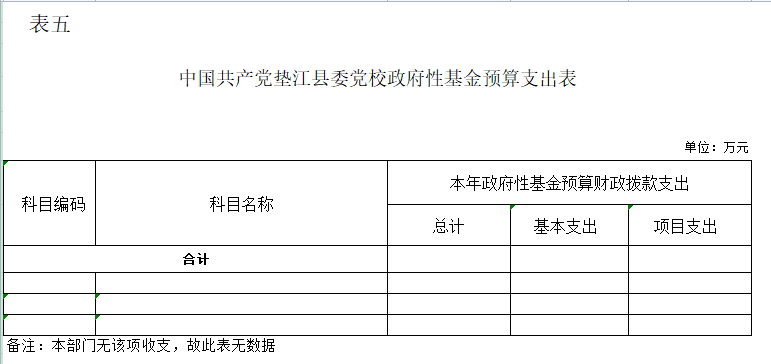 表五
中国共产党垫江县委党校政府性基金预算支出表
单位：万元
科目编码
科目名称
本年政府性基金预算财政拨款支出
总计
基本支出
项目支出
合计
备注：本部门无该项收支，故此表无数据